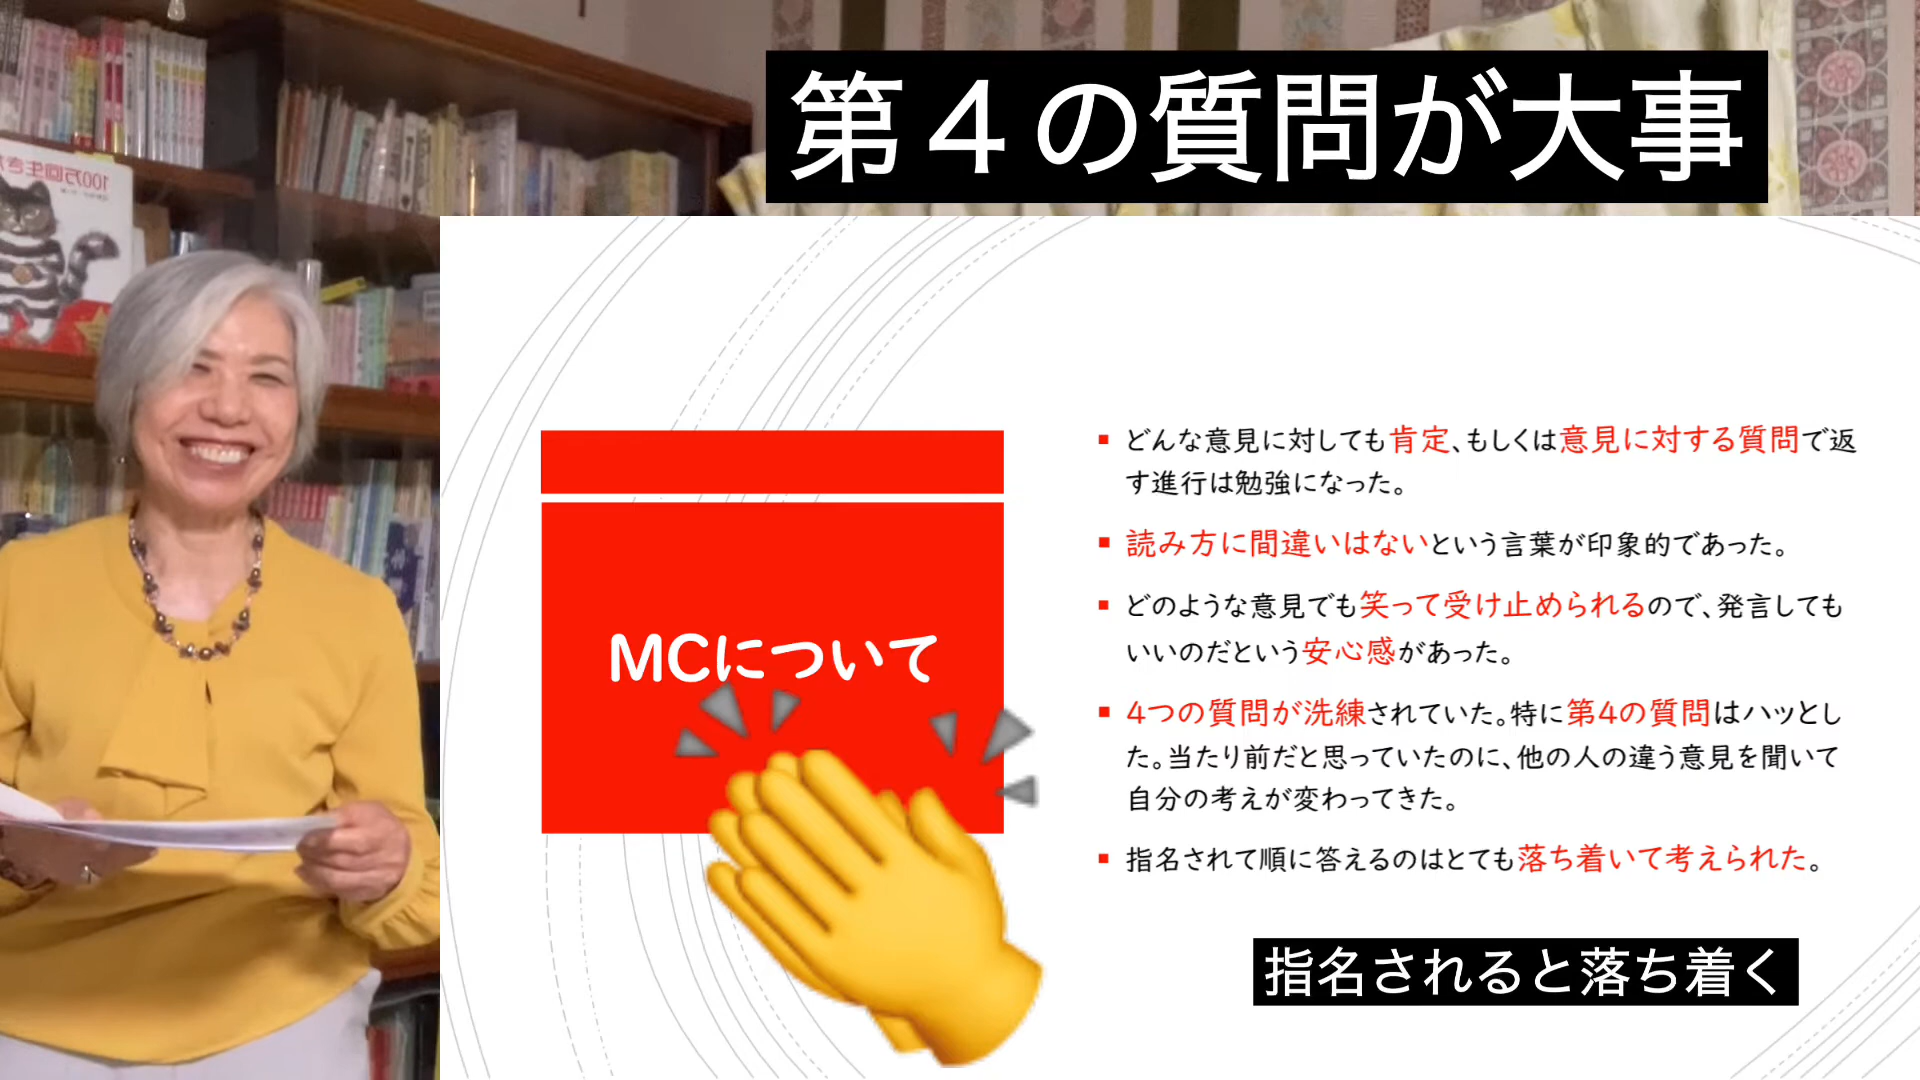 第４の質問が大事
100万回生き
MCについて
どんな意見に対しても肯定、もしくは意見に対する質問で返
す進行は勉強になった。
読み方に間違いはないという言葉が印象的であった。
どのような意見でも笑って受け止められるので、発言しても
いいのだという安心感があった。
4つの質問が洗練されていた。特に第4の質問はハッとし
た。当たり前だと思っていたのに、他の人の違う意見を聞いて
自分の考えが変わってきた。
指名されて順に答えるのはとても落ち着いて考えられた。
指名されると落ち着く